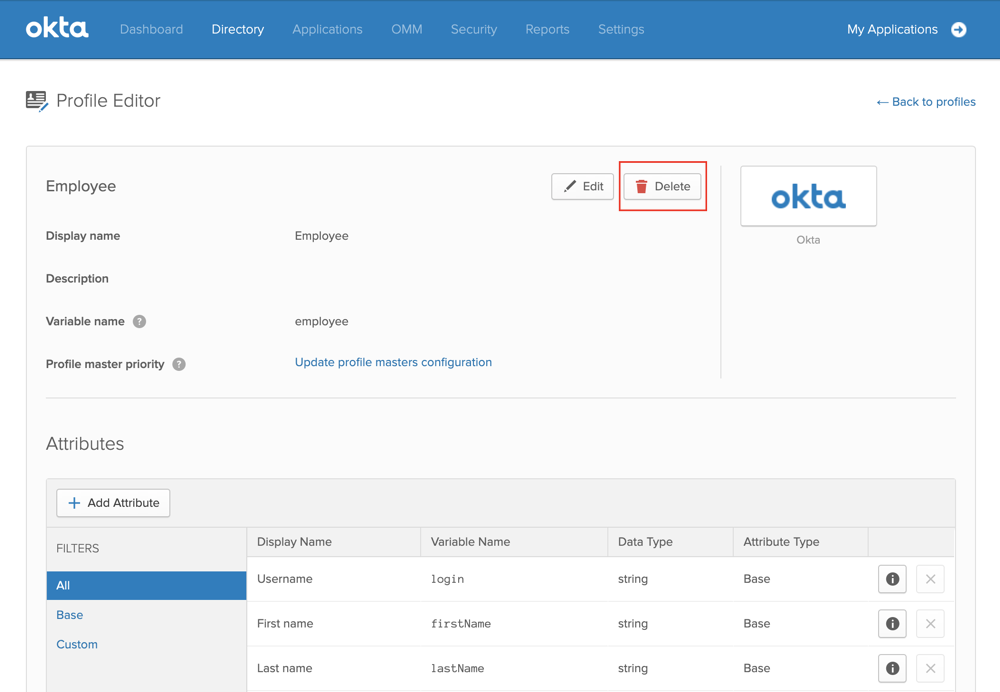 okta Dashboard Directory Applications OMM Security Reports Settings My Applications
Profile Editor ← Back to profiles
Employee Edit Delete okta
Okta
Display name Employee
Description
Variable name ? employee
Profile master priority ? Update profile masters configuration
Attributes
+ Add Attribute
FILTERS Display Name Variable Name Data Type Attribute Type
All Username login string Base
Base First name firstName string Base
Custom Last name lastName string Base